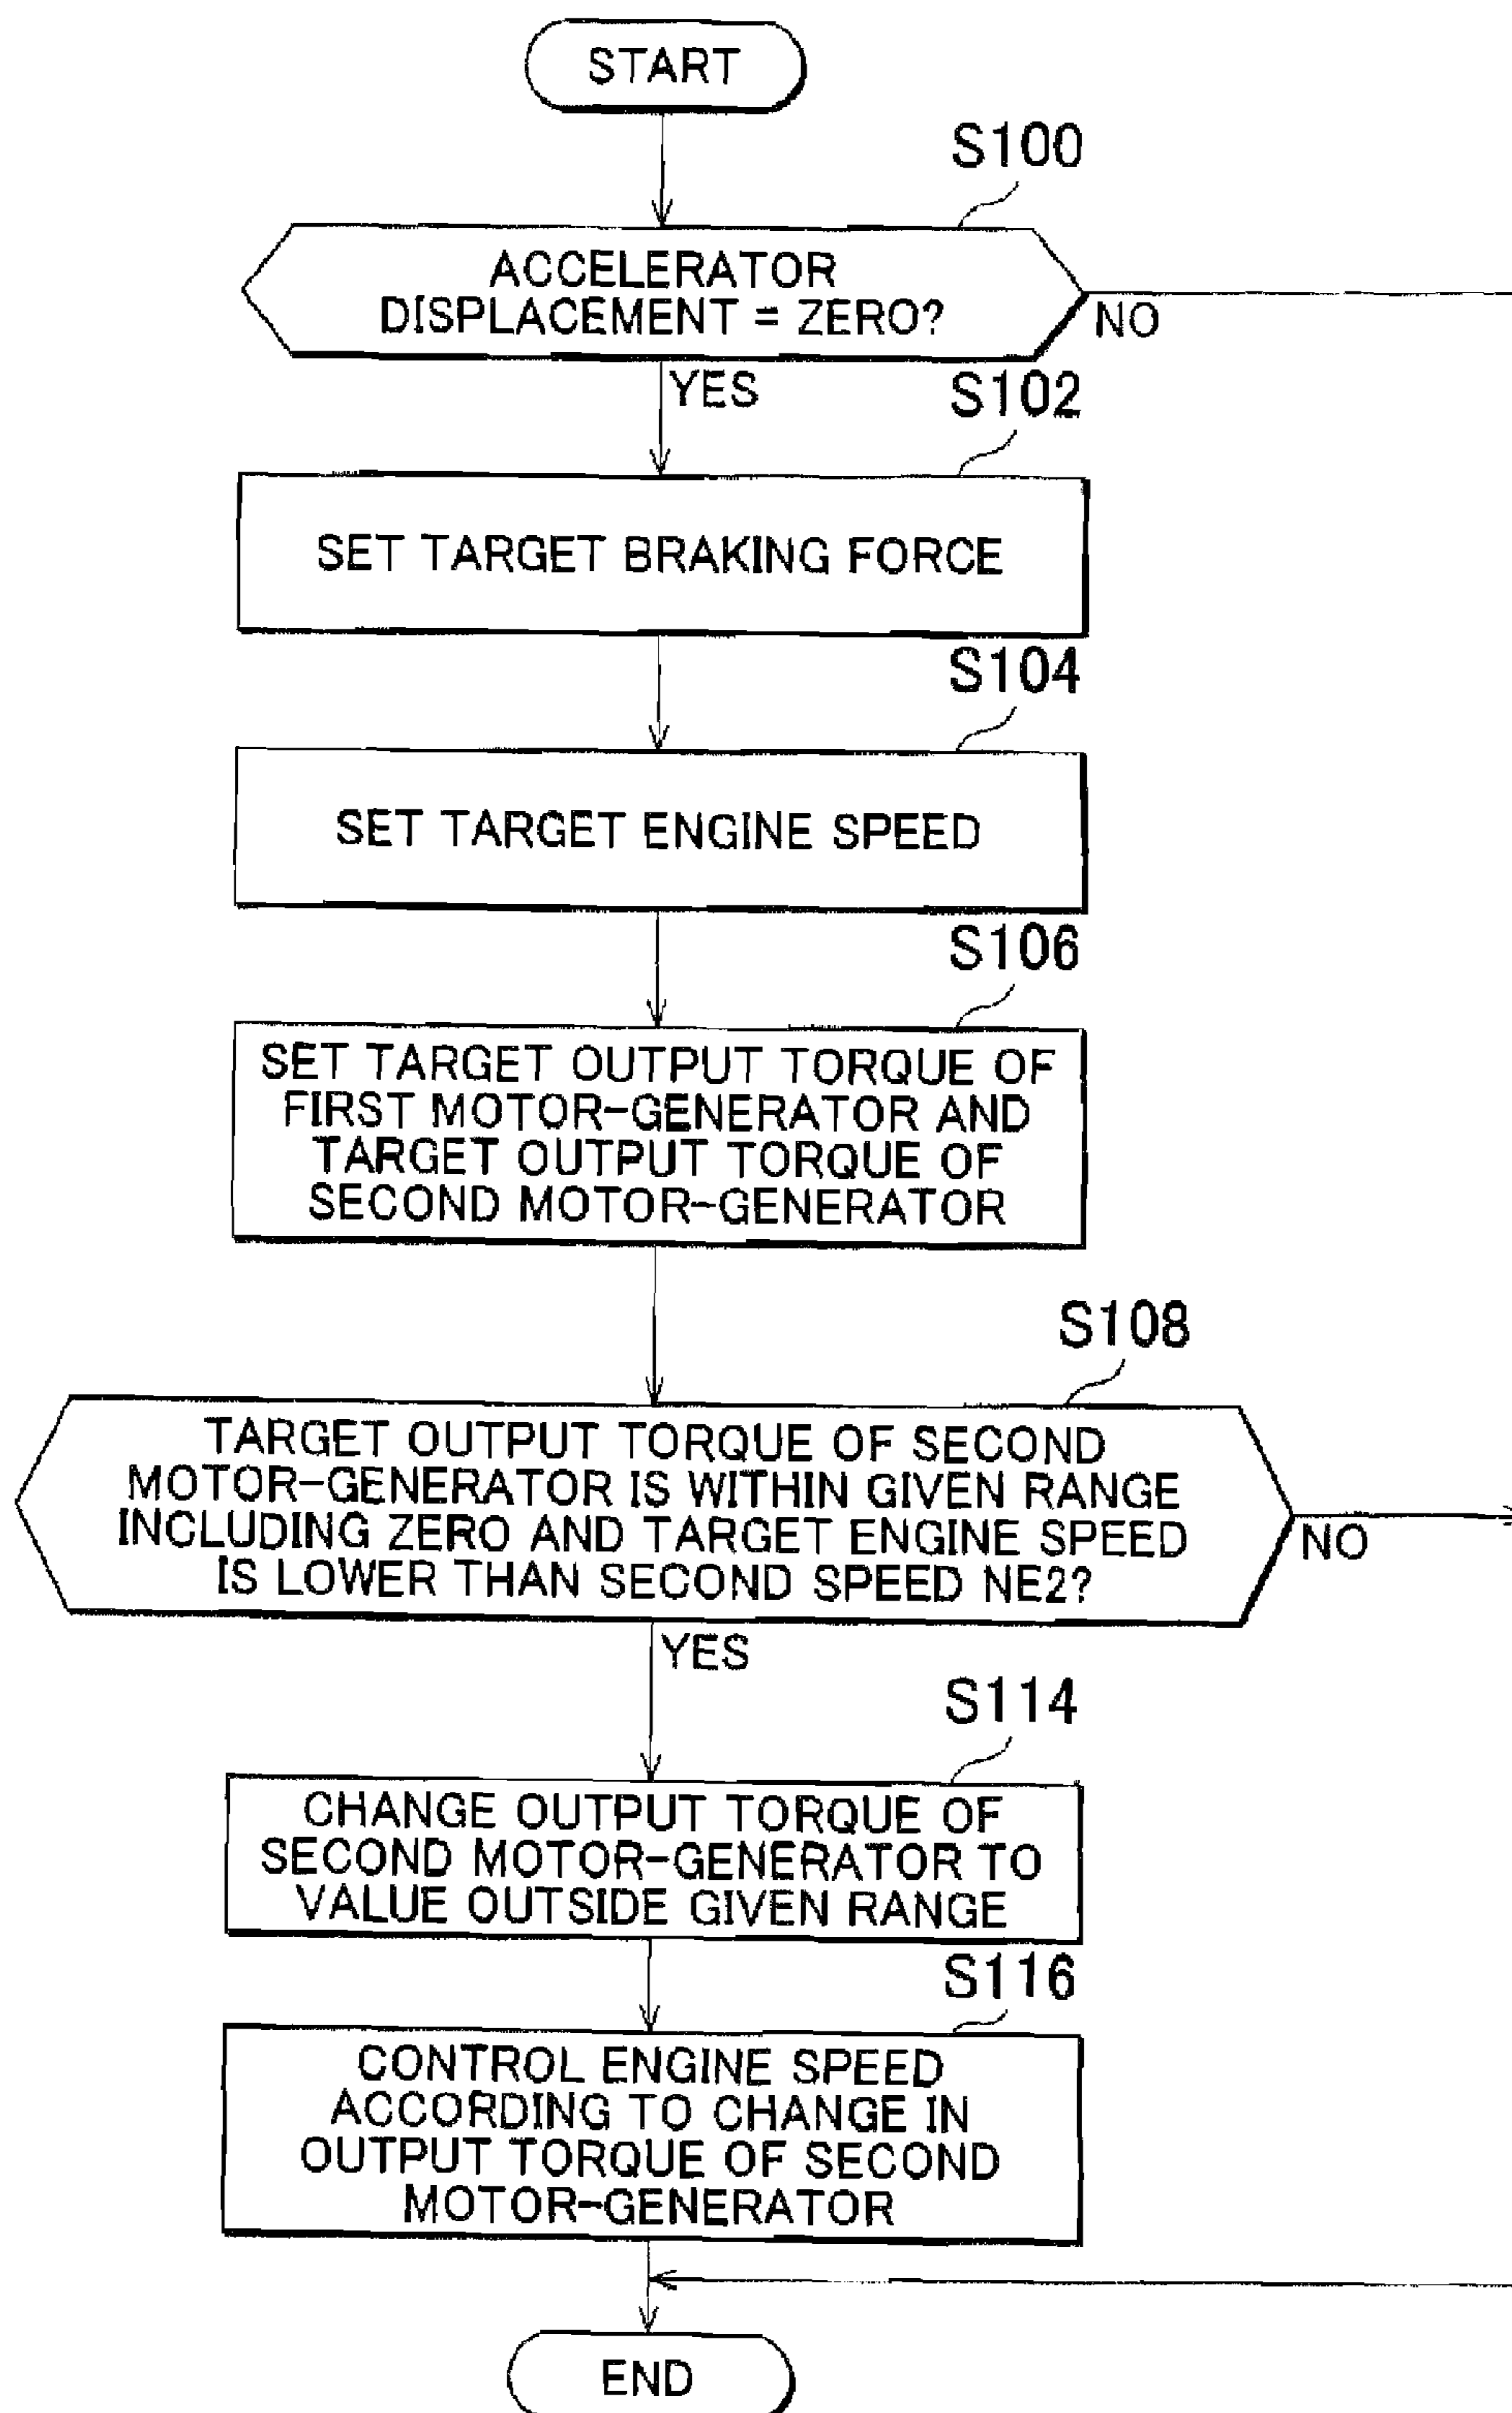 START
S100
ACCELERATOR
DISPLACEMENT = ZERO?
NO
YES
S102
SET TARGET BRAKING FORCE
S104
SET TARGET ENGINE SPEED
S106
SET TARGET OUTPUT TORQUE OF
FIRST MOTOR-GENERATOR AND
TARGET OUTPUT TORQUE OF
SECOND MOTOR-GENERATOR
S108
TARGET OUTPUT TORQUE OF SECOND
MOTOR-GENERATOR IS WITHIN GIVEN RANGE
INCLUDING ZERO AND TARGET ENGINE SPEED
IS LOWER THAN SECOND SPEED NE2?
NO
YES
S114
CHANGE OUTPUT TORQUE OF
SECOND MOTOR-GENERATOR TO
VALUE OUTSIDE GIVEN RANGE
S116
CONTROL ENGINE SPEED
ACCORDING TO CHANGE IN
OUTPUT TORQUE OF SECOND
MOTOR-GENERATOR
END